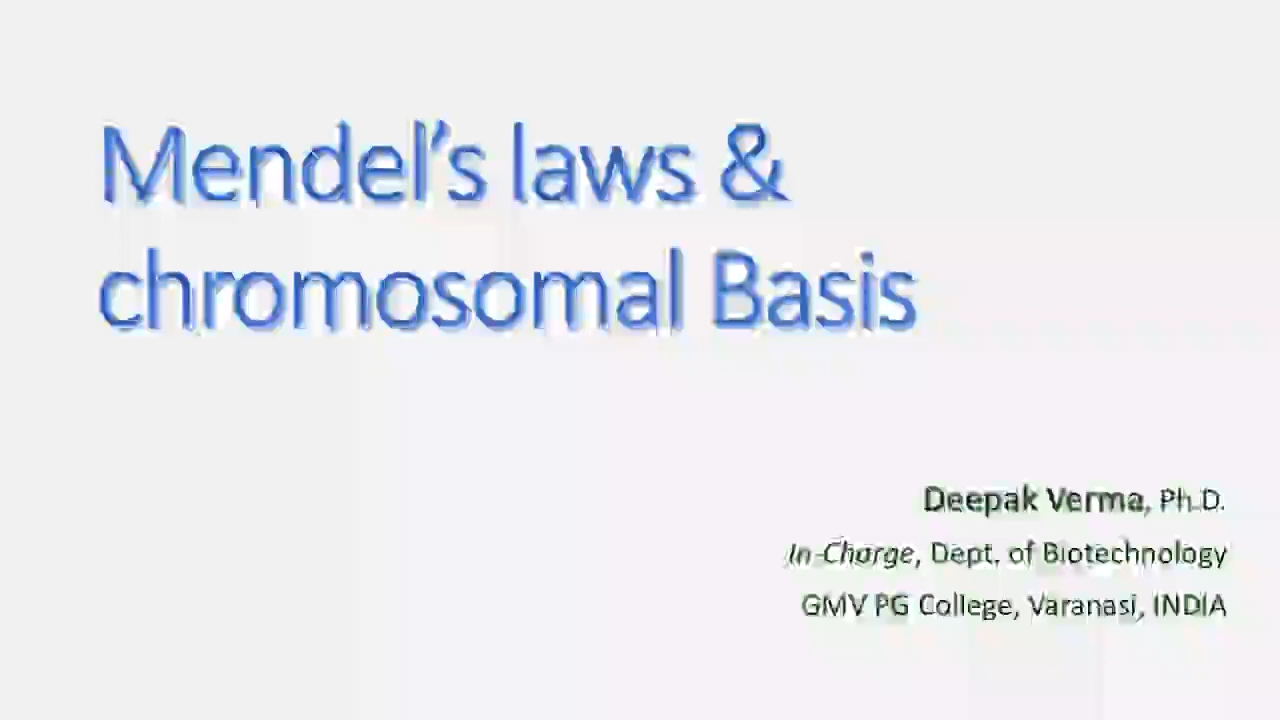 Mendel's laws &
chromosomal Basis
Deepak Verma, Ph.D.
In-Charge, Dept. of Biotechnology
GMV PG College, Varanasi, INDIA